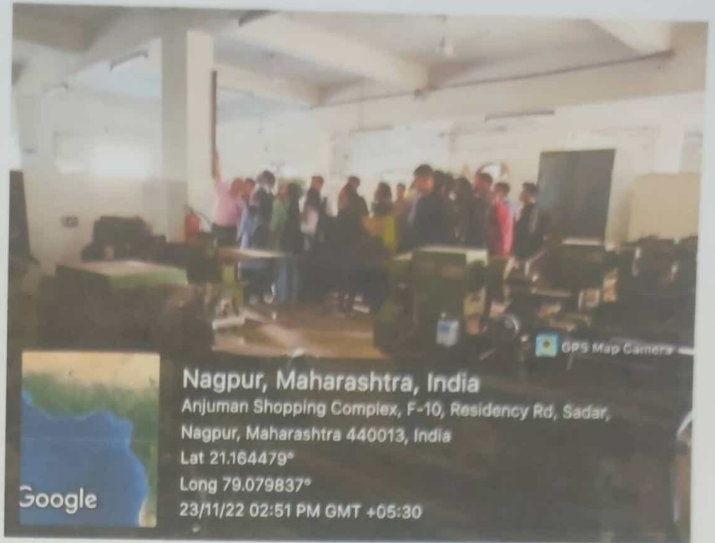 GPS Map Camera
Nagpur, Maharashtra, India
Anjuman Shopping Complex, F-10, Residency Rd, Sadar,
Nagpur, Maharashtra 440013, India
Lat 21.164479°
Long 79.079837°
23/11/22 02:51 PM GMT +05:30
Google